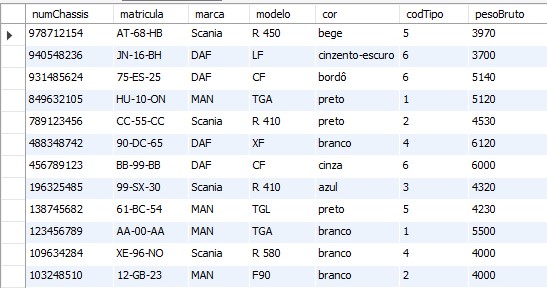 numChassis matricula marca modelo cor codTipo pesoBruto
978712154 AT-68-HB Scania R 450 bege 5 3970
940548236 JN-16-BH DAF LF cinzento-escuro 6 3700
931485624 75-ES-25 DAF CF bordô 6 5140
849632105 HU-10-ON MAN TGA preto 1 5120
789123456 CC-55-CC Scania R 410 preto 2 4530
488348742 90-DC-65 DAF XF branco 4 6120
456789123 BB-99-BB DAF CF cinza 6 6000
196325485 99-SX-30 Scania R 410 azul 3 4320
138745682 61-BC-54 MAN TGL preto 5 4230
123456789 AA-00-AA MAN TGA branco 1 5500
109634284 XE-96-NO Scania R 580 branco 4 4000
103248510 12-GB-23 MAN F90 branco 2 4000